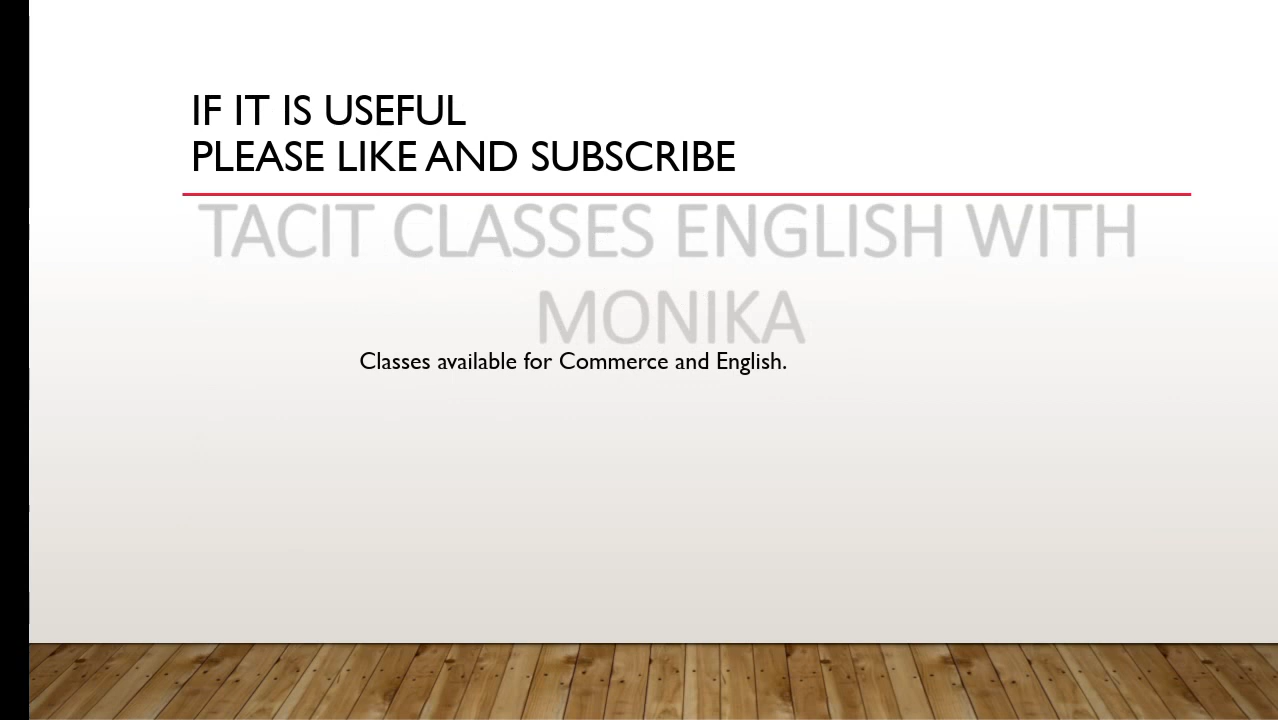 IF IT IS USEFUL
PLEASE LIKE AND SUBSCRIBE
TACIT CLASSES ENGLISH WITH
MONIKA
Classes available for Commerce and English.